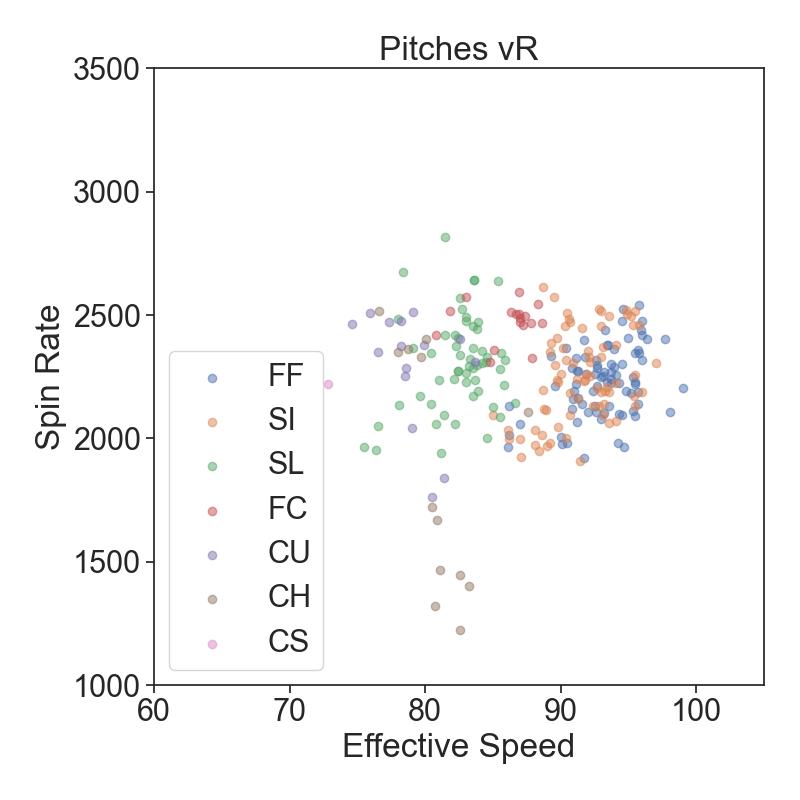 Pitches vR
3500
3000
2500
2000
1500
1000
Spin Rate
FF
SI
SL
FC
CU
CH
CS
60 70 80 90 100
Effective Speed